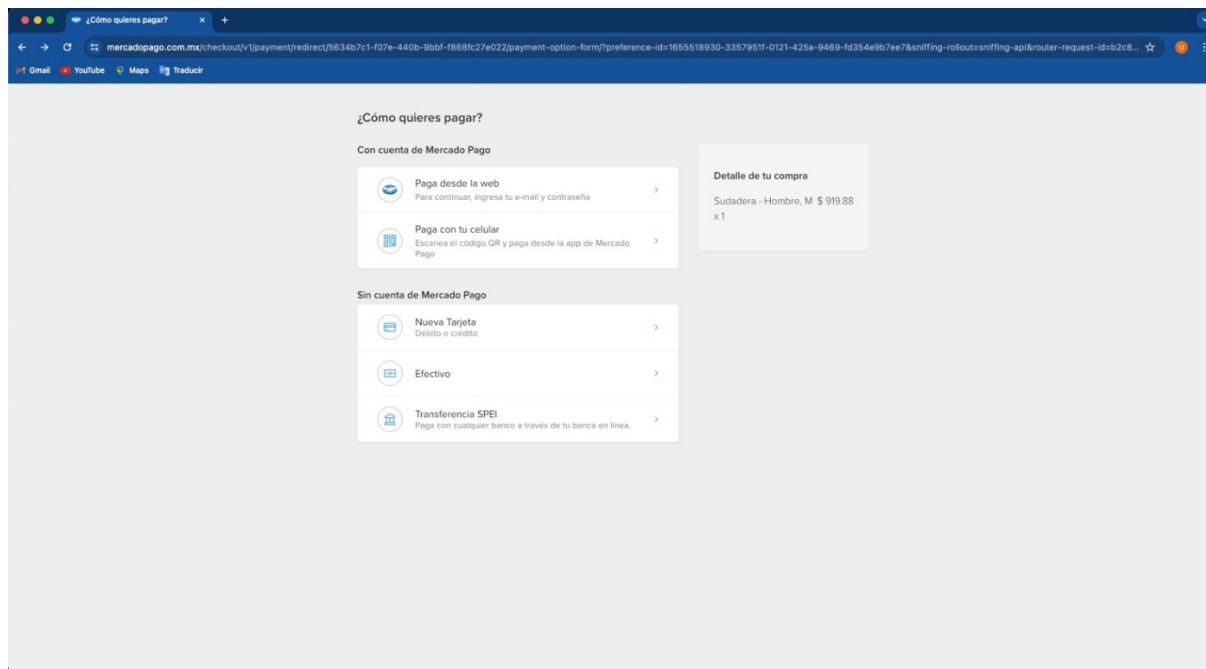 ¿Cómo quieres pagar?
mercadopago.com.mx/checkout/v1/payment/redirect/5634b7c1-f07e-440b-9bbf-f868fc27e022/payment-option-form/?preference-id=1655518930-3357951f-0121-425a-9469-fd354e9b7ee7&sniffing-rollout=sniffing-api&router-request-id=b2c8...
Gmail YouTube Maps Traducir
¿Cómo quieres pagar?
Con cuenta de Mercado Pago
Paga desde la web
Para continuar, ingresa tu e-mail y contraseña
Paga con tu celular
Escanea el código QR y paga desde la app de Mercado
Pago
Detalle de tu compra
Sudadera - Hombre, M $ 919.88
x 1
Sin cuenta de Mercado Pago
Nueva Tarjeta
Débito o crédito
Efectivo
Transferencia SPEI
Paga con cualquier banco a través de tu banca en línea.